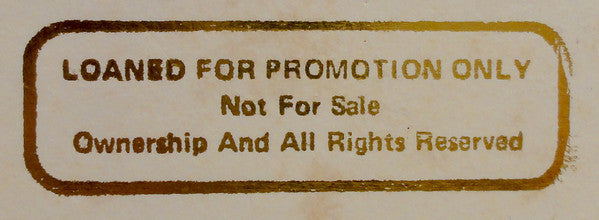 LOANED FOR PROMOTION ONLY
Not For Sale
Ownership And All Rights Reserved